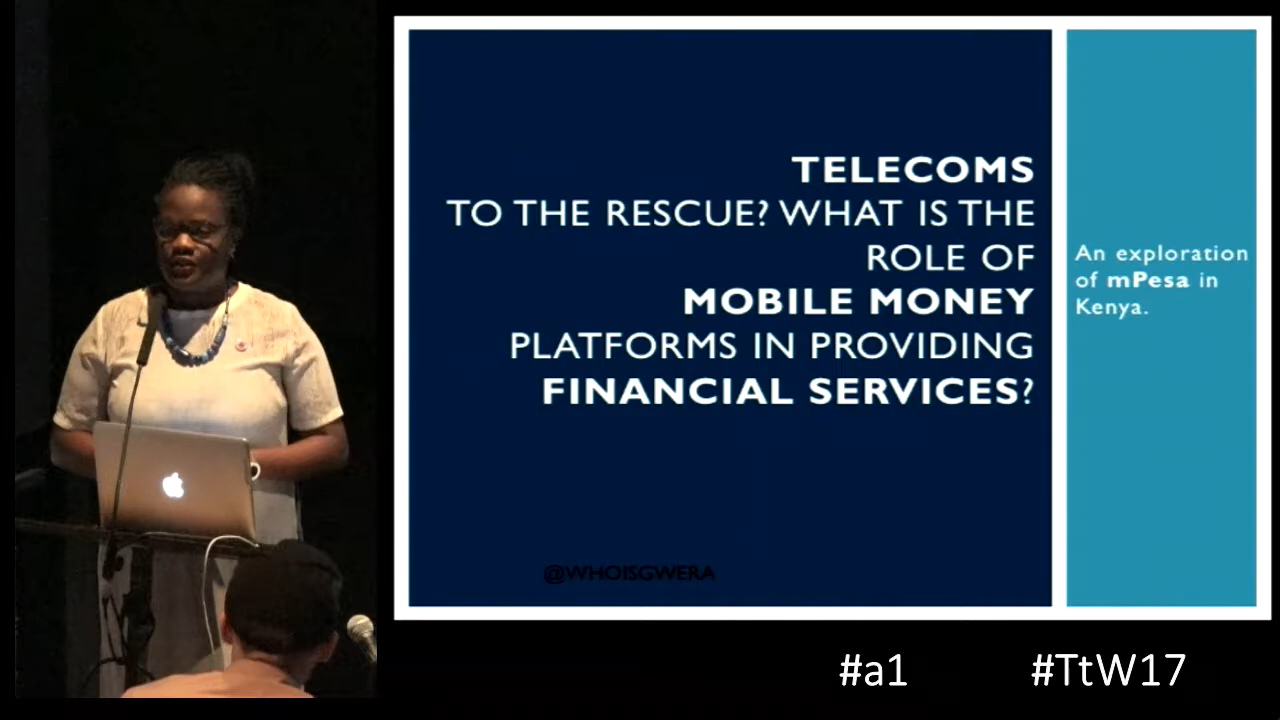 TELECOMS
TO THE RESCUE? WHAT IS THE
ROLE OF
MOBILE MONEY
PLATFORMS IN PROVIDING
FINANCIAL SERVICES?
An exploration
of mPesa in
Kenya.
@WHOISGWERA
#a1 #TtW17